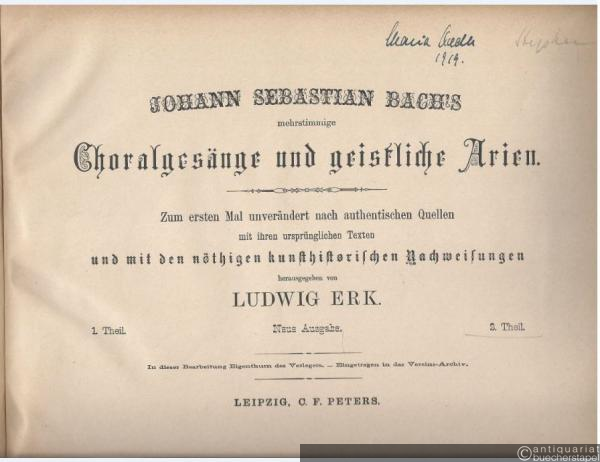 Maria
1919.
JOHANN SEBASTIAN BACH'S
mehrstimmige
Choralgesänge und geistliche Arien.
Zum ersten Mal unverändert nach authentischen Quellen
mit ihren ursprünglichen Texten
und mit den nöthigen kunsthistorischen Nachweisungen
herausgegeben von
LUDWIG ERK.
1. Theil. Neue Ausgabe. 2. Theil.
In dieser Bearbeitung Eigenthum des Verlegers. — Eingetragen in das Vereins-Archiv.
LEIPZIG, C. F. PETERS.
antiquariat
buecherstapel